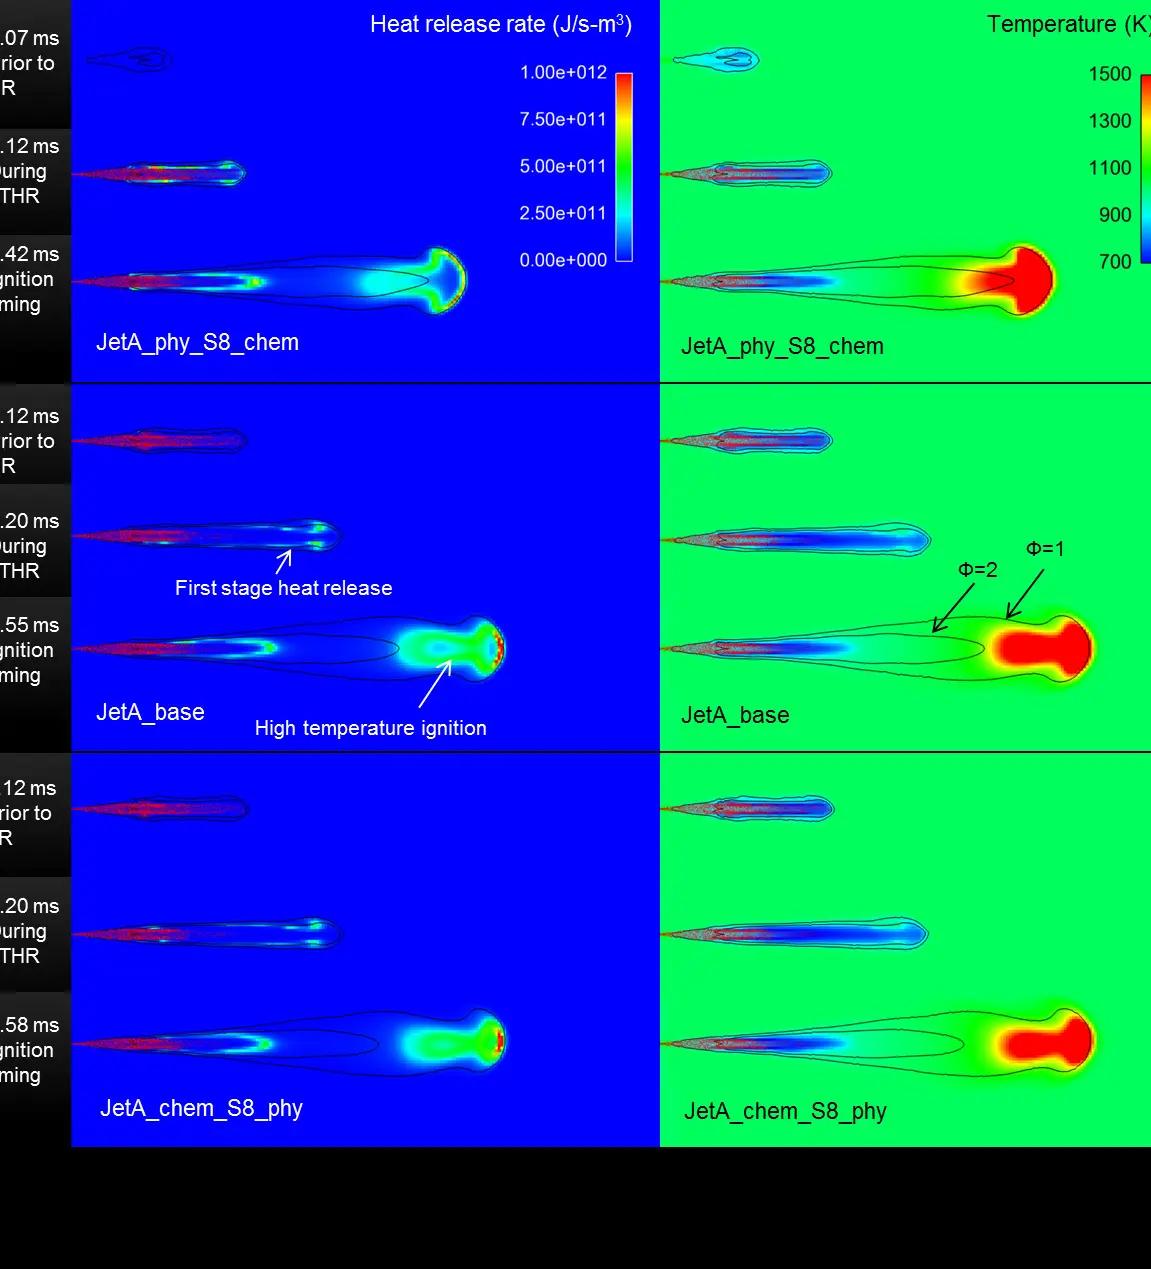 Heat release rate (J/s-m³)
1.00e+012
7.50e+011
5.00e+011
2.50e+011
0.00e+000
Temperature (K)
1500
1300
1100
900
700
.07 ms
rior to
R
.12 ms
uring
THR
.42 ms
gnition
ming
JetA_phy_S8_chem
JetA_phy_S8_chem
.12 ms
rior to
R
.20 ms
uring
THR
First stage heat release
Φ=1
Φ=2
.55 ms
gnition
ming
JetA_base
High temperature ignition
JetA_base
.12 ms
rior to
R
.20 ms
uring
THR
.58 ms
gnition
ming
JetA_chem_S8_phy
JetA_chem_S8_phy